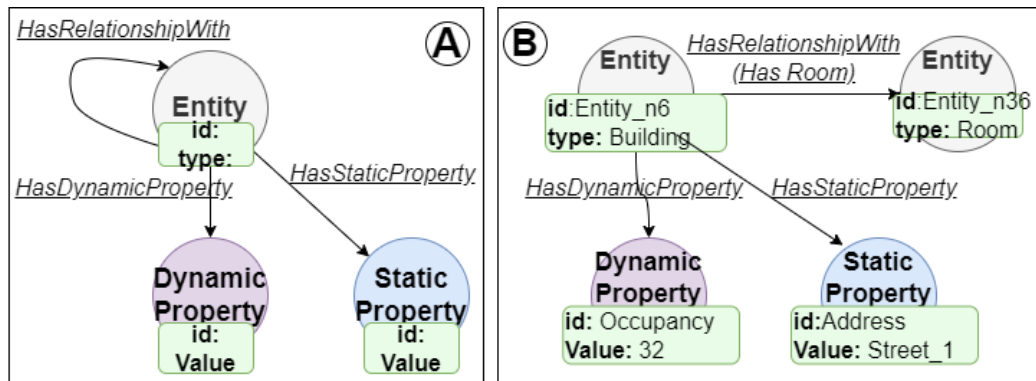 HasRelationshipWith
A
Entity
id:
type:
HasDynamicProperty
HasStaticProperty
Dynamic
Property
id:
Value
Static
Property
id:
Value
B
Entity
id:Entity_n6
type: Building
HasRelationshipWith
(Has Room)
Entity
id:Entity_n36
type: Room
HasDynamicProperty
HasStaticProperty
Dynamic
Property
id: Occupancy
Value: 32
Static
Property
id:Address
Value: Street_1